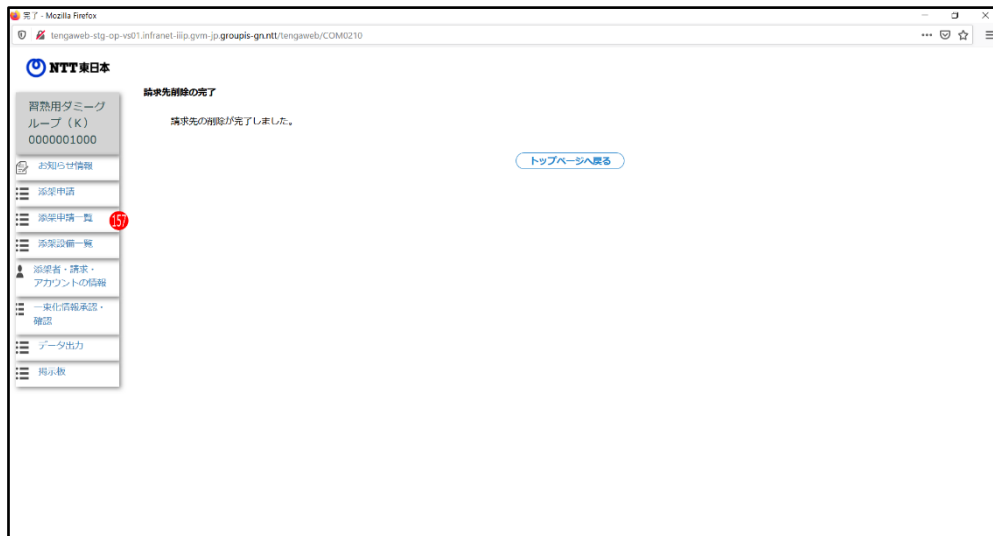 完了 - Mozilla Firefox
tengaweb-stg-op-vs01.infranet-iiip.gvm-jp.groupis-gn.ntt/tengaweb/COM0210
NTT東日本
習熟用ダミーグ
ループ（K）
0000001000
お知らせ情報
添架申請
添架申請一覧
157
添架設備一覧
添架者・請求・
アカウントの情報
一束化情報承認・
確認
データ出力
掲示板
請求先削除の完了
請求先の削除が完了しました。
トップページへ戻る